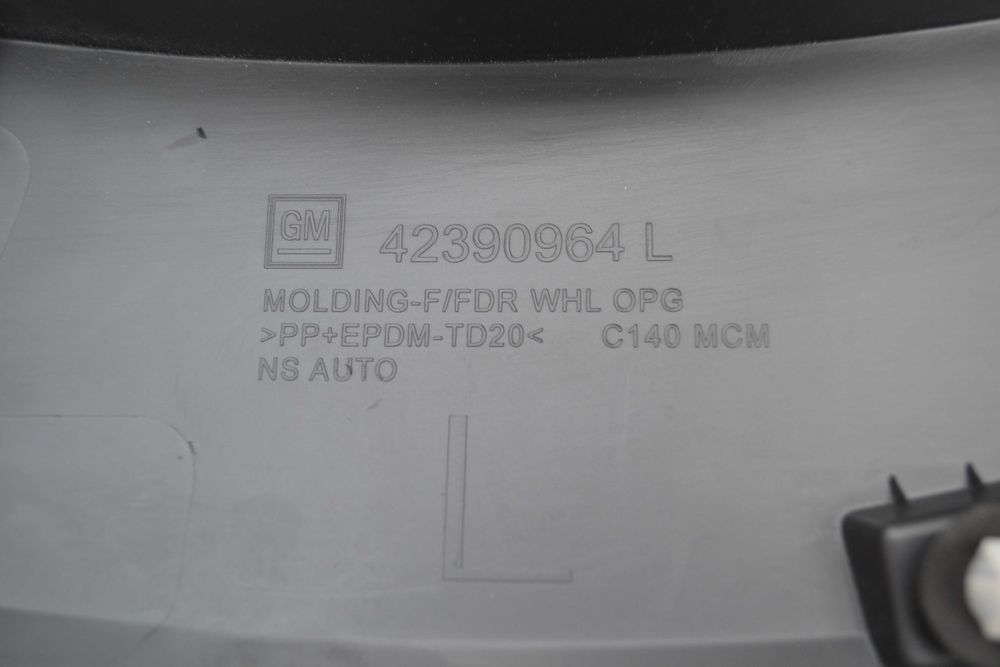 GM 42390964 L
MOLDING-F/FDR WHL OPG
>PP+EPDM-TD20< C140 MCM
NS AUTO
L